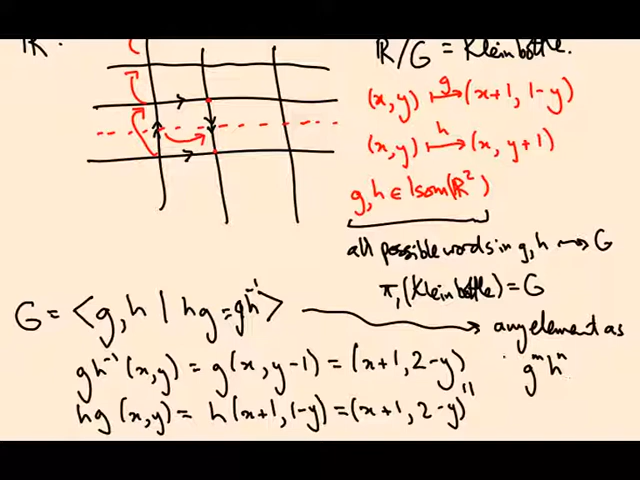 ℝ.
ℝ/G = Klein bottle.
(x,y) ↦ᵍ (x+1, 1-y)
(x,y) ↦ʰ (x, y+1)
g,h ∈ Isom(ℝ²)
all possible words in g,h ⟿ G
π₁(Klein bottle) = G
G = <g,h | hg = gh⁻¹> → any element as
gᵐhⁿ
gh⁻¹(x,y) = g(x, y-1) = (x+1, 2-y)
hg(x,y) = h(x+1, 1-y) = (x+1, 2-y) "